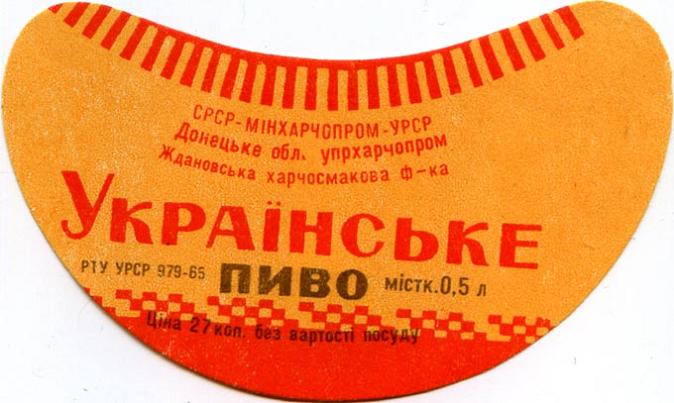 СРСР-МІНХАРЧОПРОМ-УРСР
Донецьке обл. упрхарчопром
Ждановська харчосмакова ф-ка
УКРАЇНСЬКЕ
РТУ УРСР 979-65 ПИВО містк.0,5 л
Ціна 27 коп. без вартості посуду